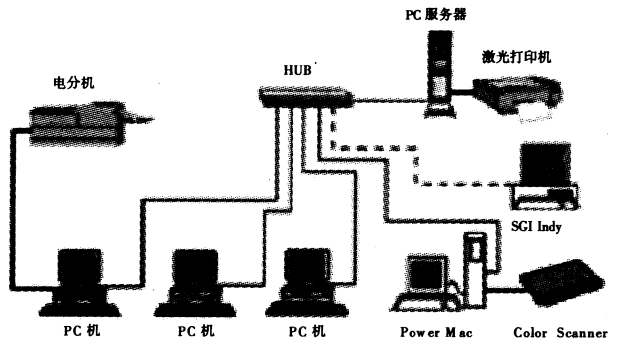 PC 服务器
激光打印机
HUB
电分机
SGI Indy
PC 机
PC 机
PC 机
Power Mac
Color Scanner